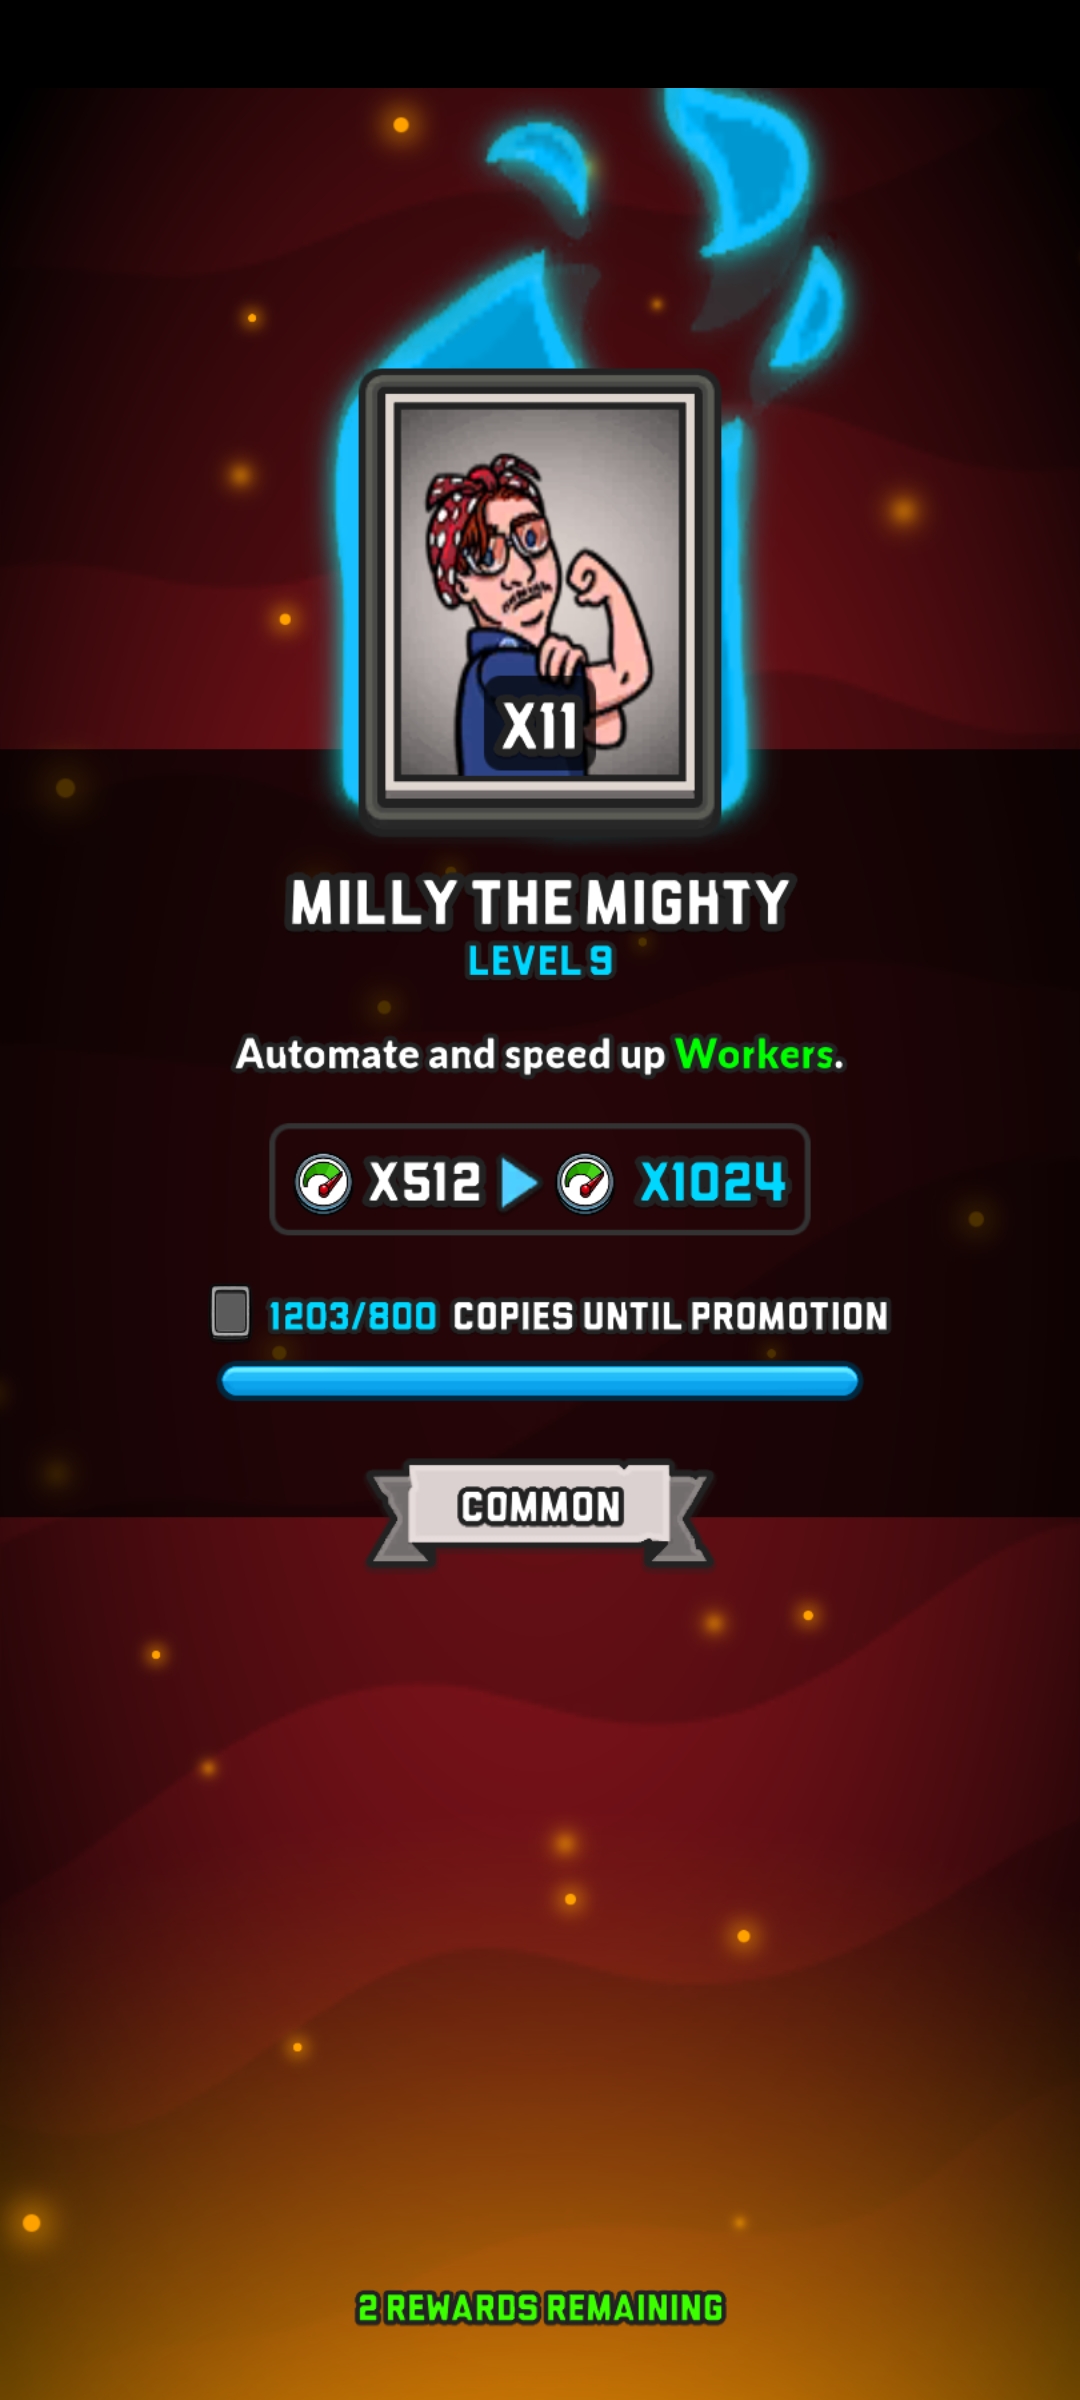 X11
MILLY THE MIGHTY
LEVEL 9
Automate and speed up Workers.
X512 X1024
1203/800 COPIES UNTIL PROMOTION
COMMON
2 REWARDS REMAINING